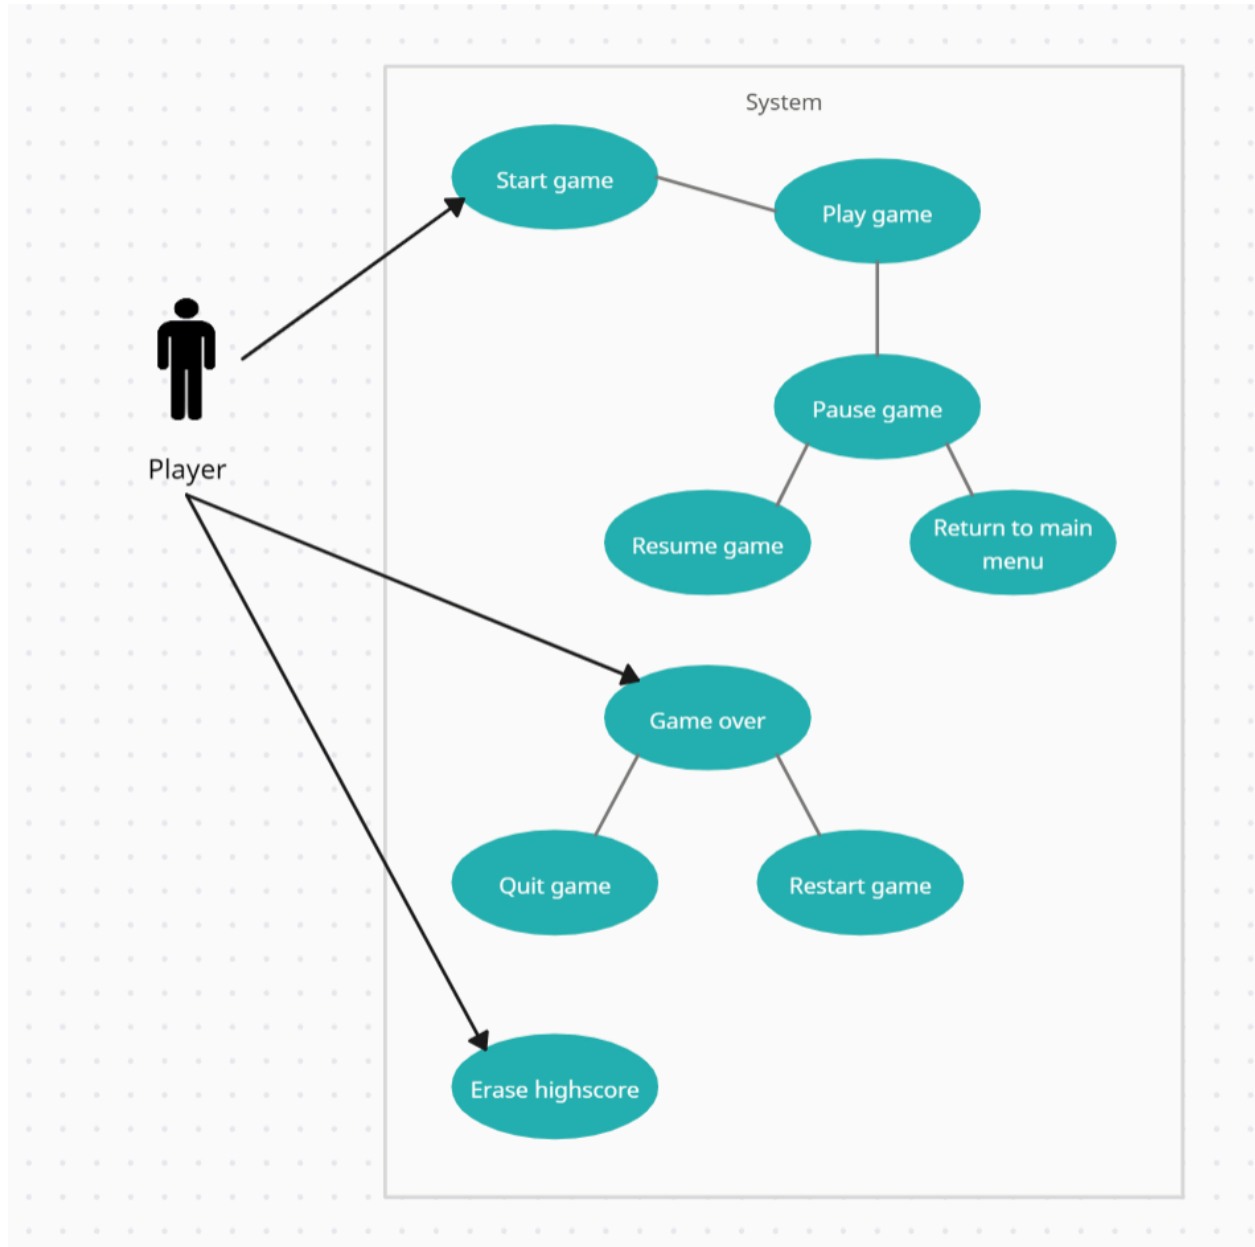 System
Start game
Play game
Pause game
Player
Resume game
Return to main
menu
Game over
Quit game
Restart game
Erase highscore